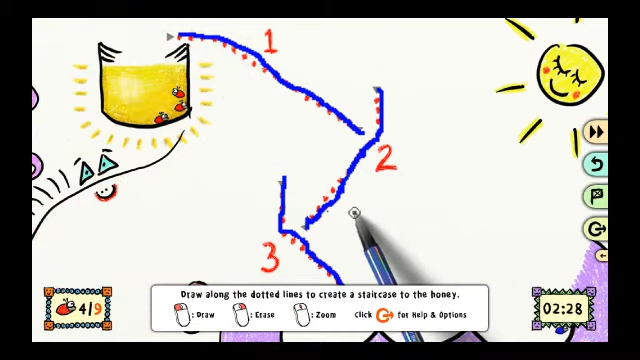 1
2
3
Draw along the dotted lines to create a staircase to the honey.
: Draw : Erase : Zoom Click for Help & Options
4/9
02:28